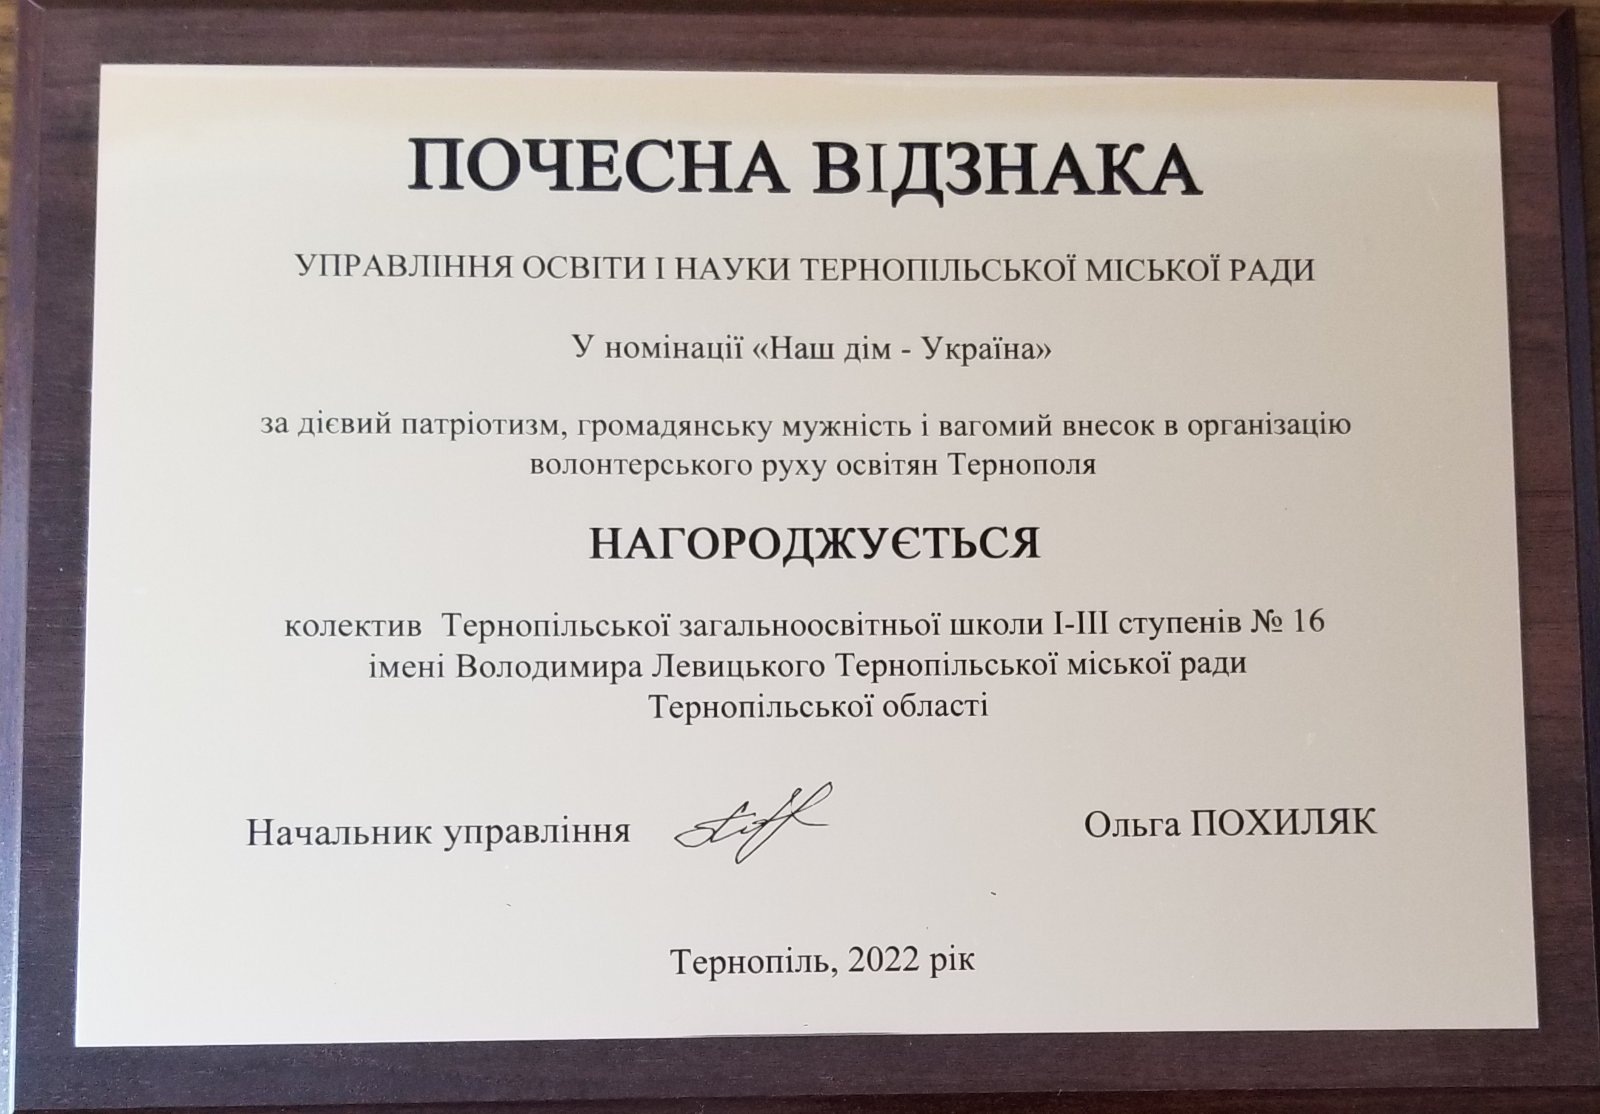 ПОЧЕСНА ВІДЗНАКА
УПРАВЛІННЯ ОСВІТИ І НАУКИ ТЕРНОПІЛЬСЬКОЇ МІСЬКОЇ РАДИ
У номінації «Наш дім - Україна»
за дієвий патріотизм, громадянську мужність і вагомий внесок в організацію
волонтерського руху освітян Тернополя
НАГОРОДЖУЄТЬСЯ
колектив Тернопільської загальноосвітньої школи І-ІІІ ступенів № 16
імені Володимира Левицького Тернопільської міської ради
Тернопільської області
Начальник управління Ольга ПОХИЛЯК
Тернопіль, 2022 рік